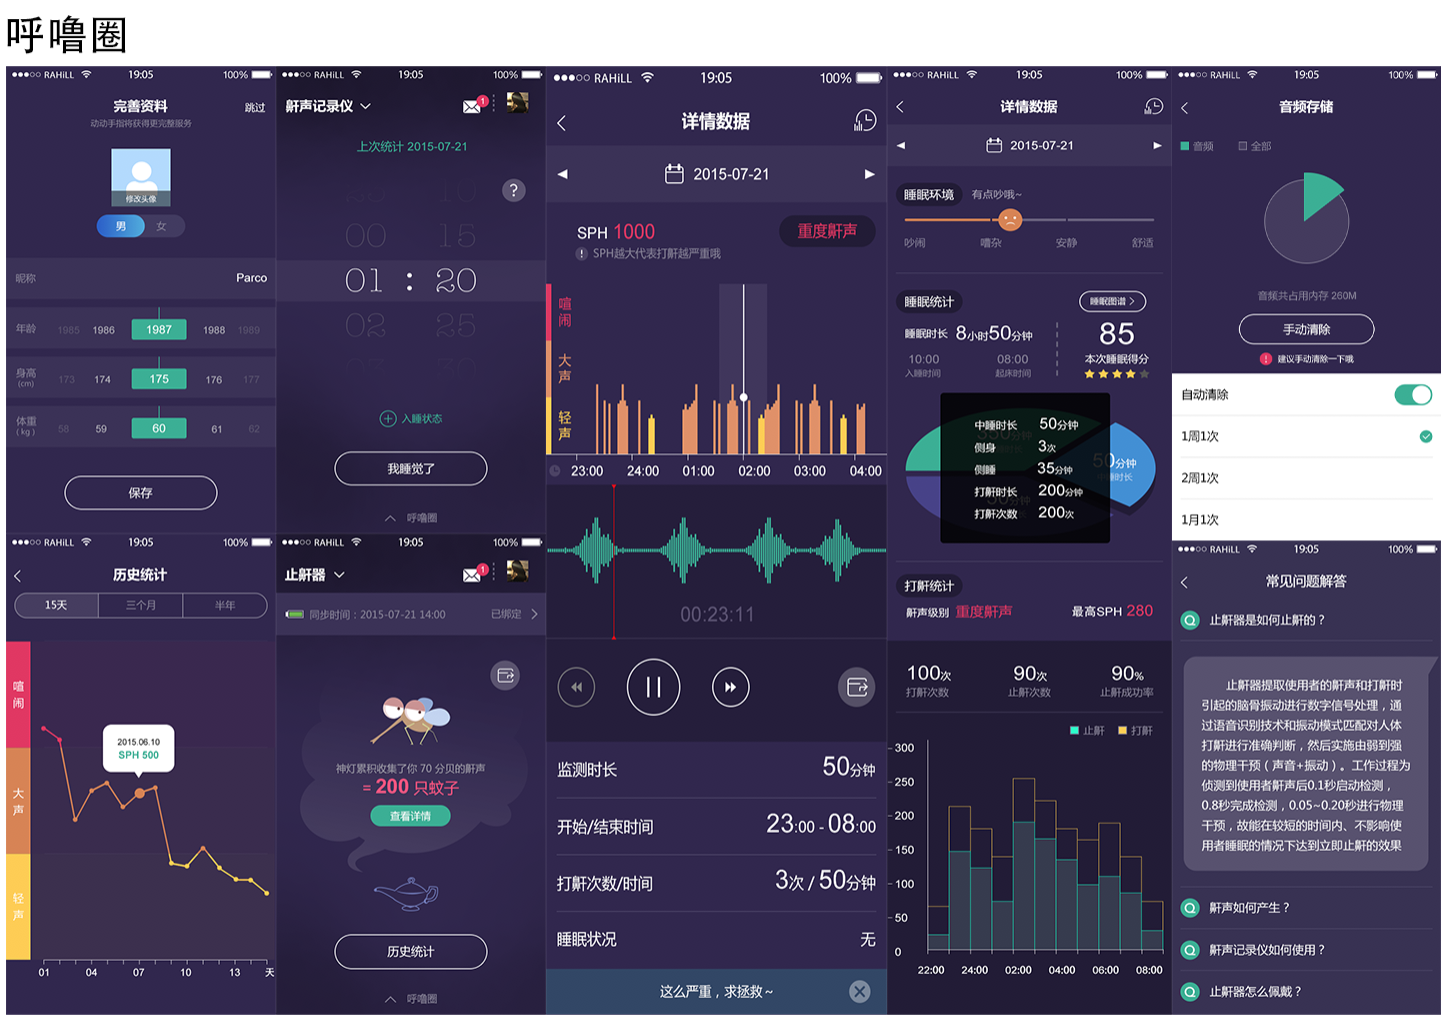 呼噜圈
RAHiLL 19:05 100%
完善资料 跳过
动动手指将获得更完整服务
修改头像
男 女
昵称 Parco
年龄 1985 1986 1987 1988 1989
身高 (cm) 173 174 175 176 177
体重 (kg) 58 59 60 61 62
保存
RAHiLL 19:05 100%
历史统计
15天 三个月 半年
喧闹
大声
轻声
2015.06.10
SPH 500
01 04 07 10 13 天
RAHiLL 19:05 100%
鼾声记录仪 1
上次统计 2015-07-21
?
00 15
01 : 20
02 25
入睡状态
我睡觉了
呼噜圈
RAHiLL 19:05 100%
止鼾器 1
同步时间：2015-07-21 14:00 已绑定
神灯累积收集了你 70 分贝的鼾声
= 200 只蚊子
查看详情
历史统计
呼噜圈
RAHiLL 19:05 100%
详情数据
2015-07-21
SPH 1000 重度鼾声
SPH越大代表打鼾越严重哦
喧闹
大声
轻声
23:00 24:00 01:00 02:00 03:00 04:00
00:23:11
监测时长 50分钟
开始/结束时间 23:00 - 08:00
打鼾次数/时间 3次 / 50分钟
睡眠状况 无
这么严重，求拯救～
RAHiLL 19:05 100%
详情数据
2015-07-21
睡眠环境 有点吵哦~
吵闹 嘈杂 安静 舒适
睡眠统计 睡眠图谱
睡眠时长 8小时50分钟 85
10:00 08:00 本次睡眠得分
入睡时间 起床时间
中睡时长 50分钟
侧身 3次
侧睡 35分钟
打鼾时长 200分钟
打鼾次数 200次
50分钟
打鼾统计
鼾声级别 重度鼾声 最高SPH 280
100次 90次 90%
打鼾次数 止鼾次数 止鼾成功率
止鼾 打鼾
300
250
200
150
100
50
0
22:00 24:00 02:00 04:00 06:00 08:00
RAHiLL 19:05 100%
音频存储
音频 全部
音频共占用内存 260M
手动清除
建议手动清除一下哦
自动清除
1周1次
2周1次
1月1次
RAHiLL 19:05 100%
常见问题解答
Q 止鼾器是如何止鼾的？
止鼾器提取使用者的鼾声和打鼾时
引起的脑骨振动进行数字信号处理，通
过语音识别技术和振动模式匹配对人体
打鼾进行准确判断，然后实施由弱到强
的物理干预（声音+振动）。工作过程为
侦测到使用者鼾声后0.1秒启动检测，
0.8秒完成检测，0.05~0.20秒进行物理
干预，故能在较短的时间内、不影响使
用者睡眠的情况下达到立即止鼾的效果
Q 鼾声如何产生？
Q 鼾声记录仪如何使用？
Q 止鼾器怎么佩戴？